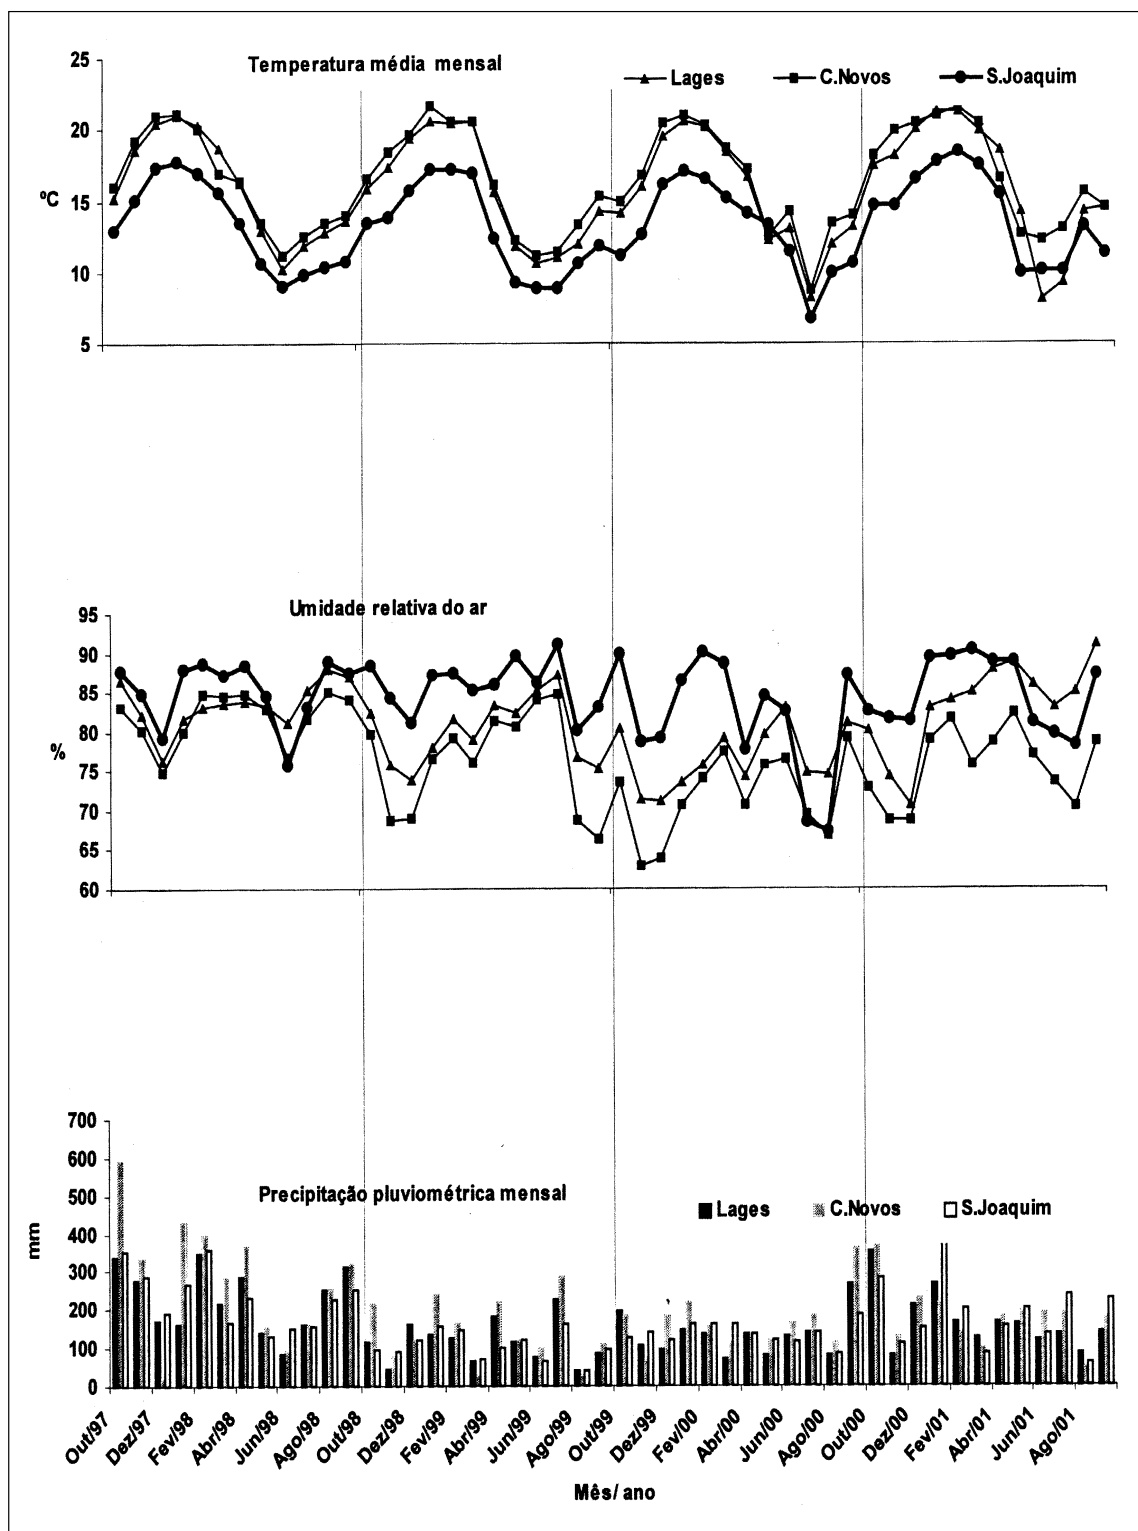 Temperatura média mensal
Lages C.Novos S.Joaquim
25
20
15
10
5
ºC
Umidade relativa do ar
95
90
85
80
75
70
65
60
%
Precipitação pluviométrica mensal
Lages C.Novos S.Joaquim
700
600
500
400
300
200
100
0
mm
Out/97 Dez/97 Fev/98 Abr/98 Jun/98 Ago/98 Out/98 Dez/98 Fev/99 Abr/99 Jun/99 Ago/99 Out/99 Dez/99 Fev/00 Abr/00 Jun/00 Ago/00 Out/00 Dez/00 Fev/01 Abr/01 Jun/01 Ago/01
Mês/ ano